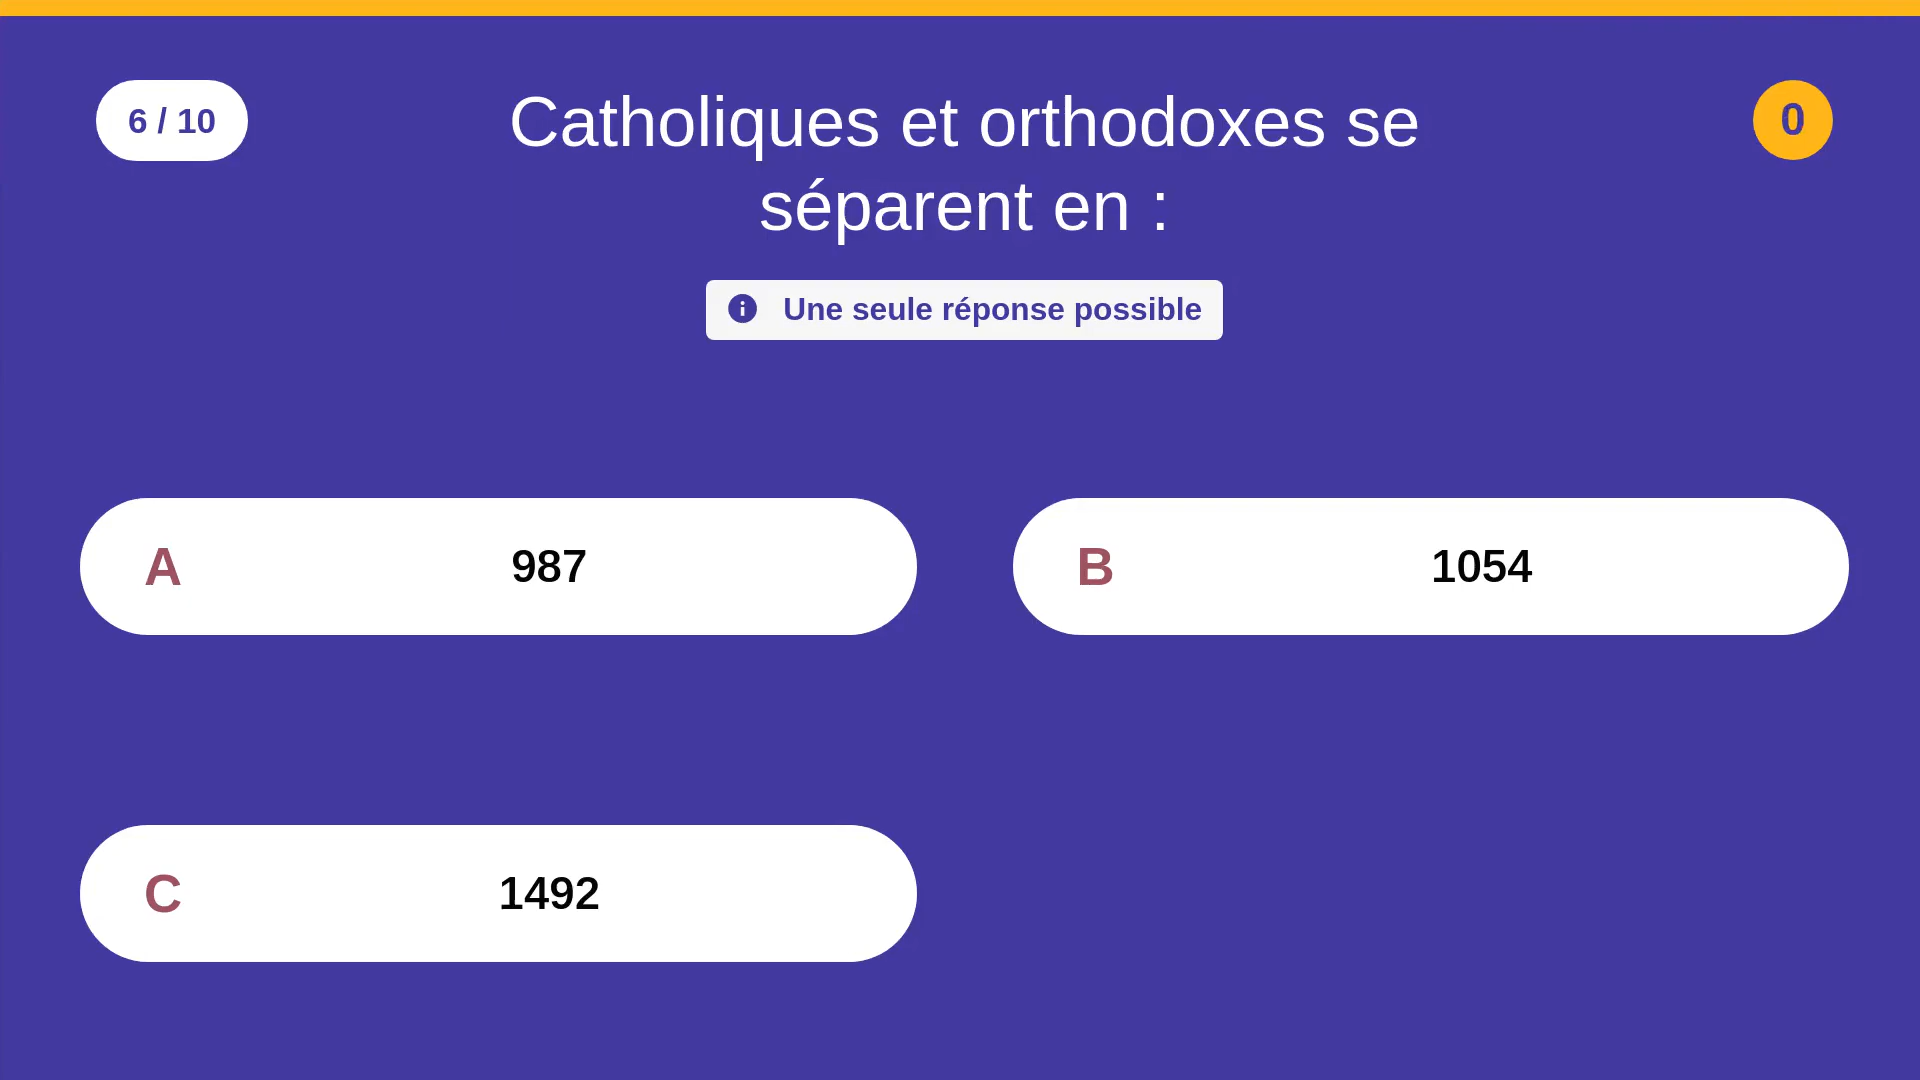 6 / 10
Catholiques et orthodoxes se
séparent en :
0
Une seule réponse possible
A
987
B
1054
C
1492